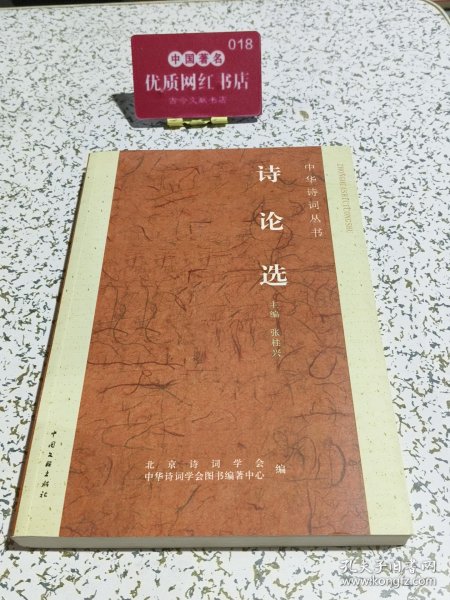 018
中国著名
优质网红书店
古今文献书店
中华诗词丛书
诗论选
主编 张桂兴
北京诗词学会
中华诗词学会图书编著中心
编
中国文联出版社
孔夫子旧书网
www.kongfz.com